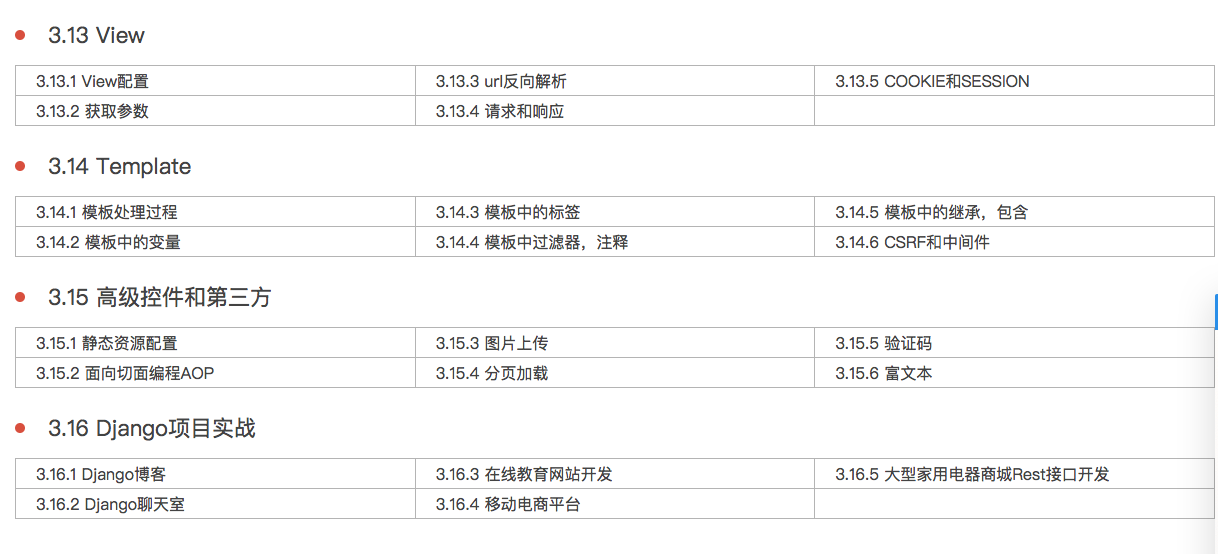 3.13 View
3.13.1 View配置 3.13.3 url反向解析 3.13.5 COOKIE和SESSION
3.13.2 获取参数 3.13.4 请求和响应
3.14 Template
3.14.1 模板处理过程 3.14.3 模板中的标签 3.14.5 模板中的继承，包含
3.14.2 模板中的变量 3.14.4 模板中过滤器，注释 3.14.6 CSRF和中间件
3.15 高级控件和第三方
3.15.1 静态资源配置 3.15.3 图片上传 3.15.5 验证码
3.15.2 面向切面编程AOP 3.15.4 分页加载 3.15.6 富文本
3.16 Django项目实战
3.16.1 Django博客 3.16.3 在线教育网站开发 3.16.5 大型家用电器商城Rest接口开发
3.16.2 Django聊天室 3.16.4 移动电商平台